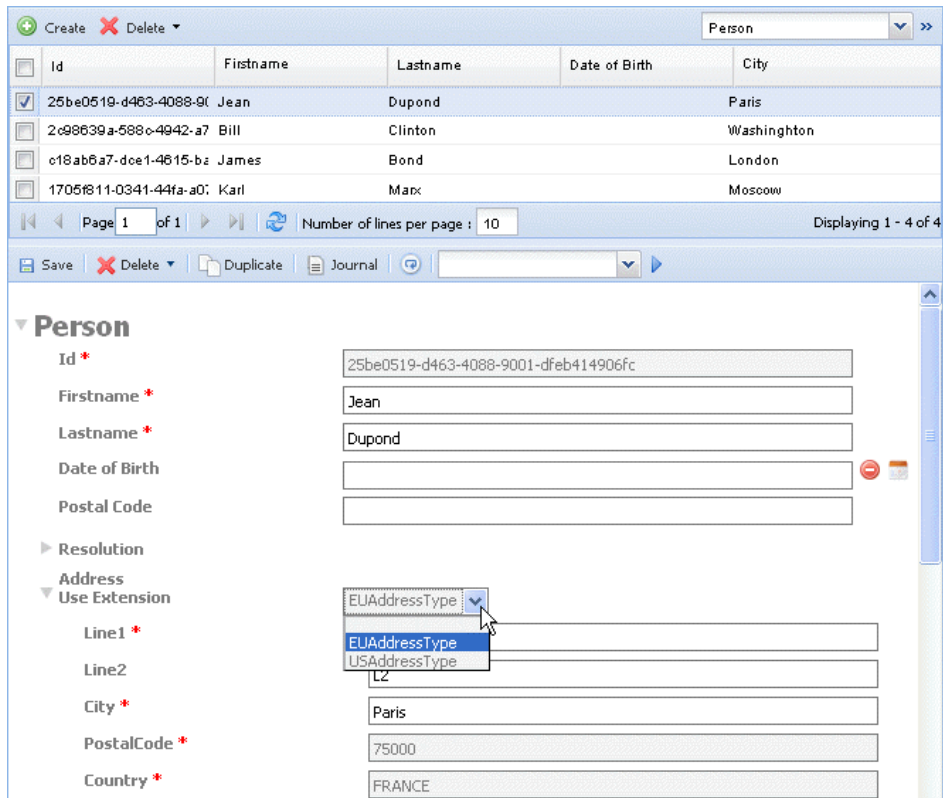 Create Delete Person »
Id Firstname Lastname Date of Birth City
25be0519-d463-4088-9( Jean Dupond Paris
2c98639a-588c-4942-a7 Bill Clinton Washinghton
c18ab6a7-dce1-4615-ba James Bond London
1705f811-0341-44fa-a07 Karl Marx Moscow
Page 1 of 1 Number of lines per page : 10 Displaying 1 - 4 of 4
Save Delete Duplicate Journal
Person
Id * 25be0519-d463-4088-9001-dfeb414906fc
Firstname * Jean
Lastname * Dupond
Date of Birth
Postal Code
Resolution
Address
Use Extension EUAddressType
Line1 *
EUAddressType
USAddressType
Line2 L2
City * Paris
PostalCode * 75000
Country * FRANCE